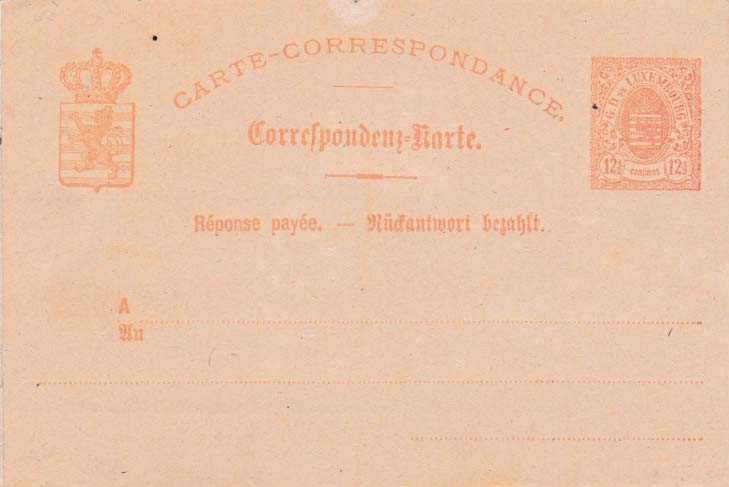 CARTE-CORRESPONDANCE.
G. D. DE LUXEMBOURG
Correspondenz-Karte.
12½ CENTIMES 12½
Réponse payée. — Rückantwort bezahlt.
A
An